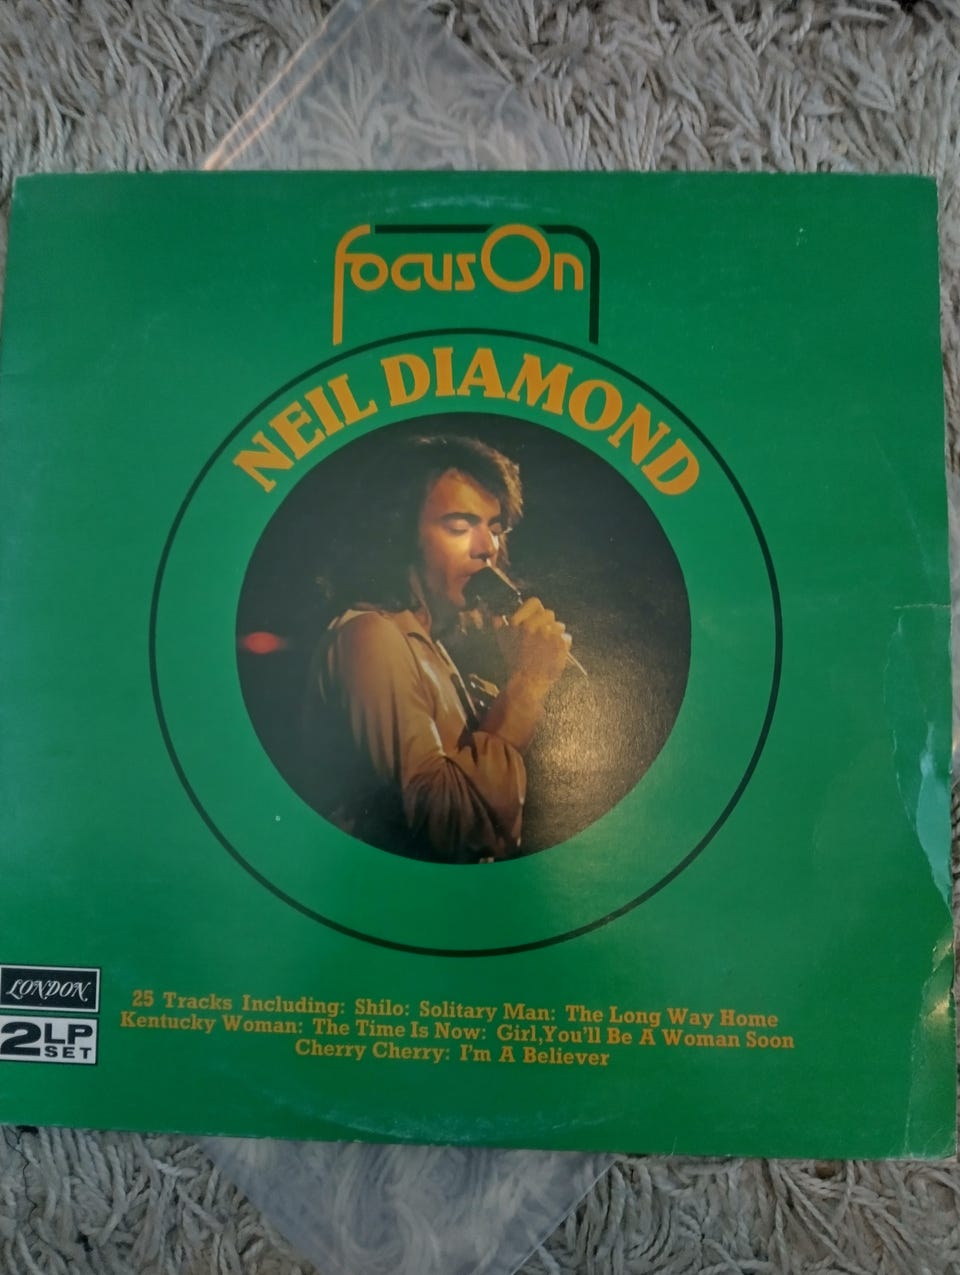 focusOn
NEIL DIAMOND
LONDON
2LP
SET
25 Tracks Including: Shilo: Solitary Man: The Long Way Home
Kentucky Woman: The Time Is Now: Girl,You'll Be A Woman Soon
Cherry Cherry: I'm A Believer